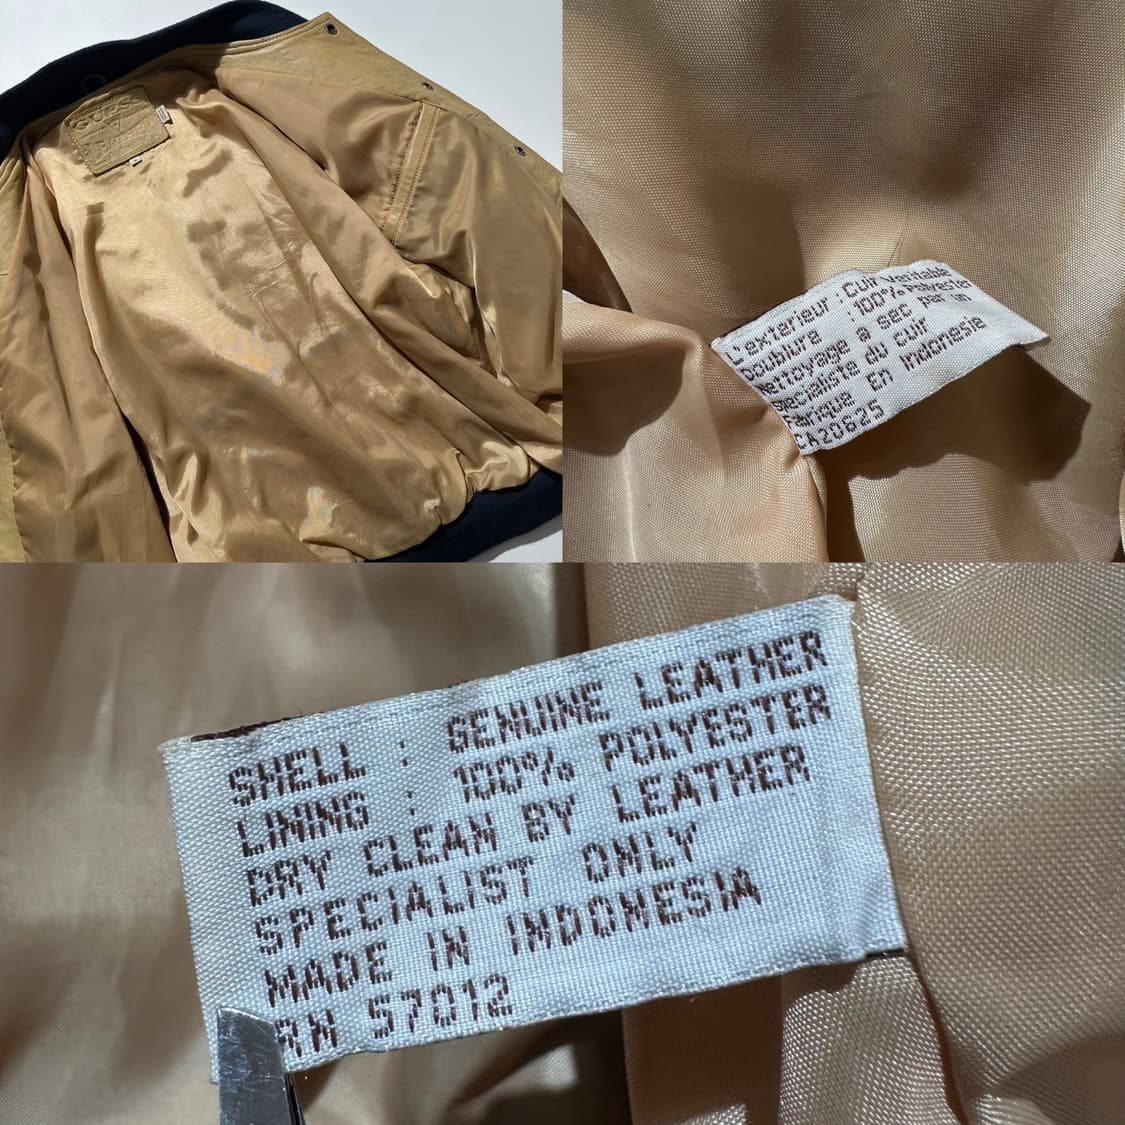 GUESS
L'exterieur : Cuir Veritable
Doublure : 100% Polyester
Nettoyage a sec par un
Specialiste du cuir
Fabrique En Indonesie
CA20625
SHELL : GENUINE LEATHER
LINING : 100% POLYESTER
DRY CLEAN BY LEATHER
SPECIALIST ONLY
MADE IN INDONESIA
RN 57012